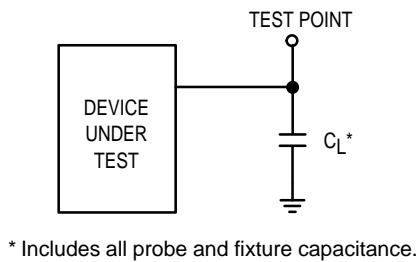 TEST POINT
DEVICE
UNDER
TEST
CL*
* Includes all probe and fixture capacitance.